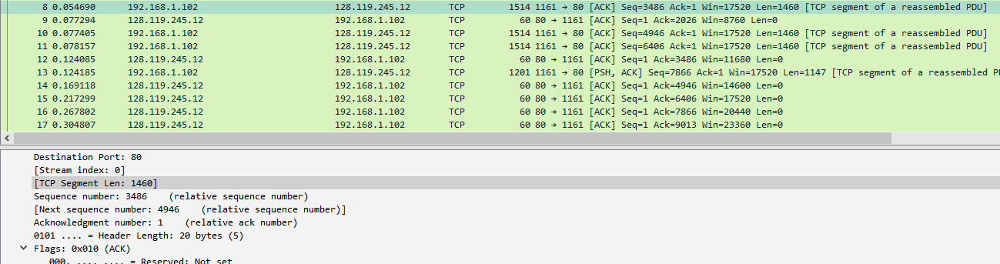 8 0.054690 192.168.1.102 128.119.245.12 TCP 1514 1161 → 80 [ACK] Seq=3486 Ack=1 Win=17520 Len=1460 [TCP segment of a reassembled PDU]
9 0.077294 128.119.245.12 192.168.1.102 TCP 60 80 → 1161 [ACK] Seq=1 Ack=2026 Win=8760 Len=0
10 0.077405 192.168.1.102 128.119.245.12 TCP 1514 1161 → 80 [ACK] Seq=4946 Ack=1 Win=17520 Len=1460 [TCP segment of a reassembled PDU]
11 0.078157 192.168.1.102 128.119.245.12 TCP 1514 1161 → 80 [ACK] Seq=6406 Ack=1 Win=17520 Len=1460 [TCP segment of a reassembled PDU]
12 0.124085 128.119.245.12 192.168.1.102 TCP 60 80 → 1161 [ACK] Seq=1 Ack=3486 Win=11680 Len=0
13 0.124185 192.168.1.102 128.119.245.12 TCP 1201 1161 → 80 [PSH, ACK] Seq=7866 Ack=1 Win=17520 Len=1147 [TCP segment of a reassembled
14 0.169118 128.119.245.12 192.168.1.102 TCP 60 80 → 1161 [ACK] Seq=1 Ack=4946 Win=14600 Len=0
15 0.217299 128.119.245.12 192.168.1.102 TCP 60 80 → 1161 [ACK] Seq=1 Ack=6406 Win=17520 Len=0
16 0.267802 128.119.245.12 192.168.1.102 TCP 60 80 → 1161 [ACK] Seq=1 Ack=7866 Win=20440 Len=0
17 0.304807 128.119.245.12 192.168.1.102 TCP 60 80 → 1161 [ACK] Seq=1 Ack=9013 Win=23360 Len=0
Destination Port: 80
[Stream index: 0]
[TCP Segment Len: 1460]
Sequence number: 3486 (relative sequence number)
[Next sequence number: 4946 (relative sequence number)]
Acknowledgment number: 1 (relative ack number)
0101 .... = Header Length: 20 bytes (5)
Flags: 0x010 (ACK)
000. .... .... = Reserved: Not set